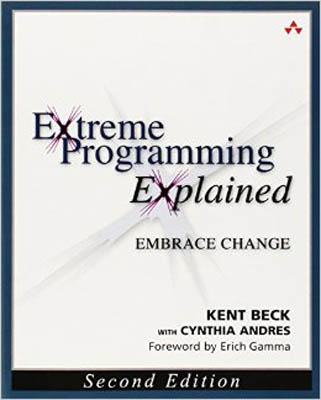 Extreme
Programming
Explained
EMBRACE CHANGE
KENT BECK
WITH CYNTHIA ANDRES
Foreword by Erich Gamma
Second Edition